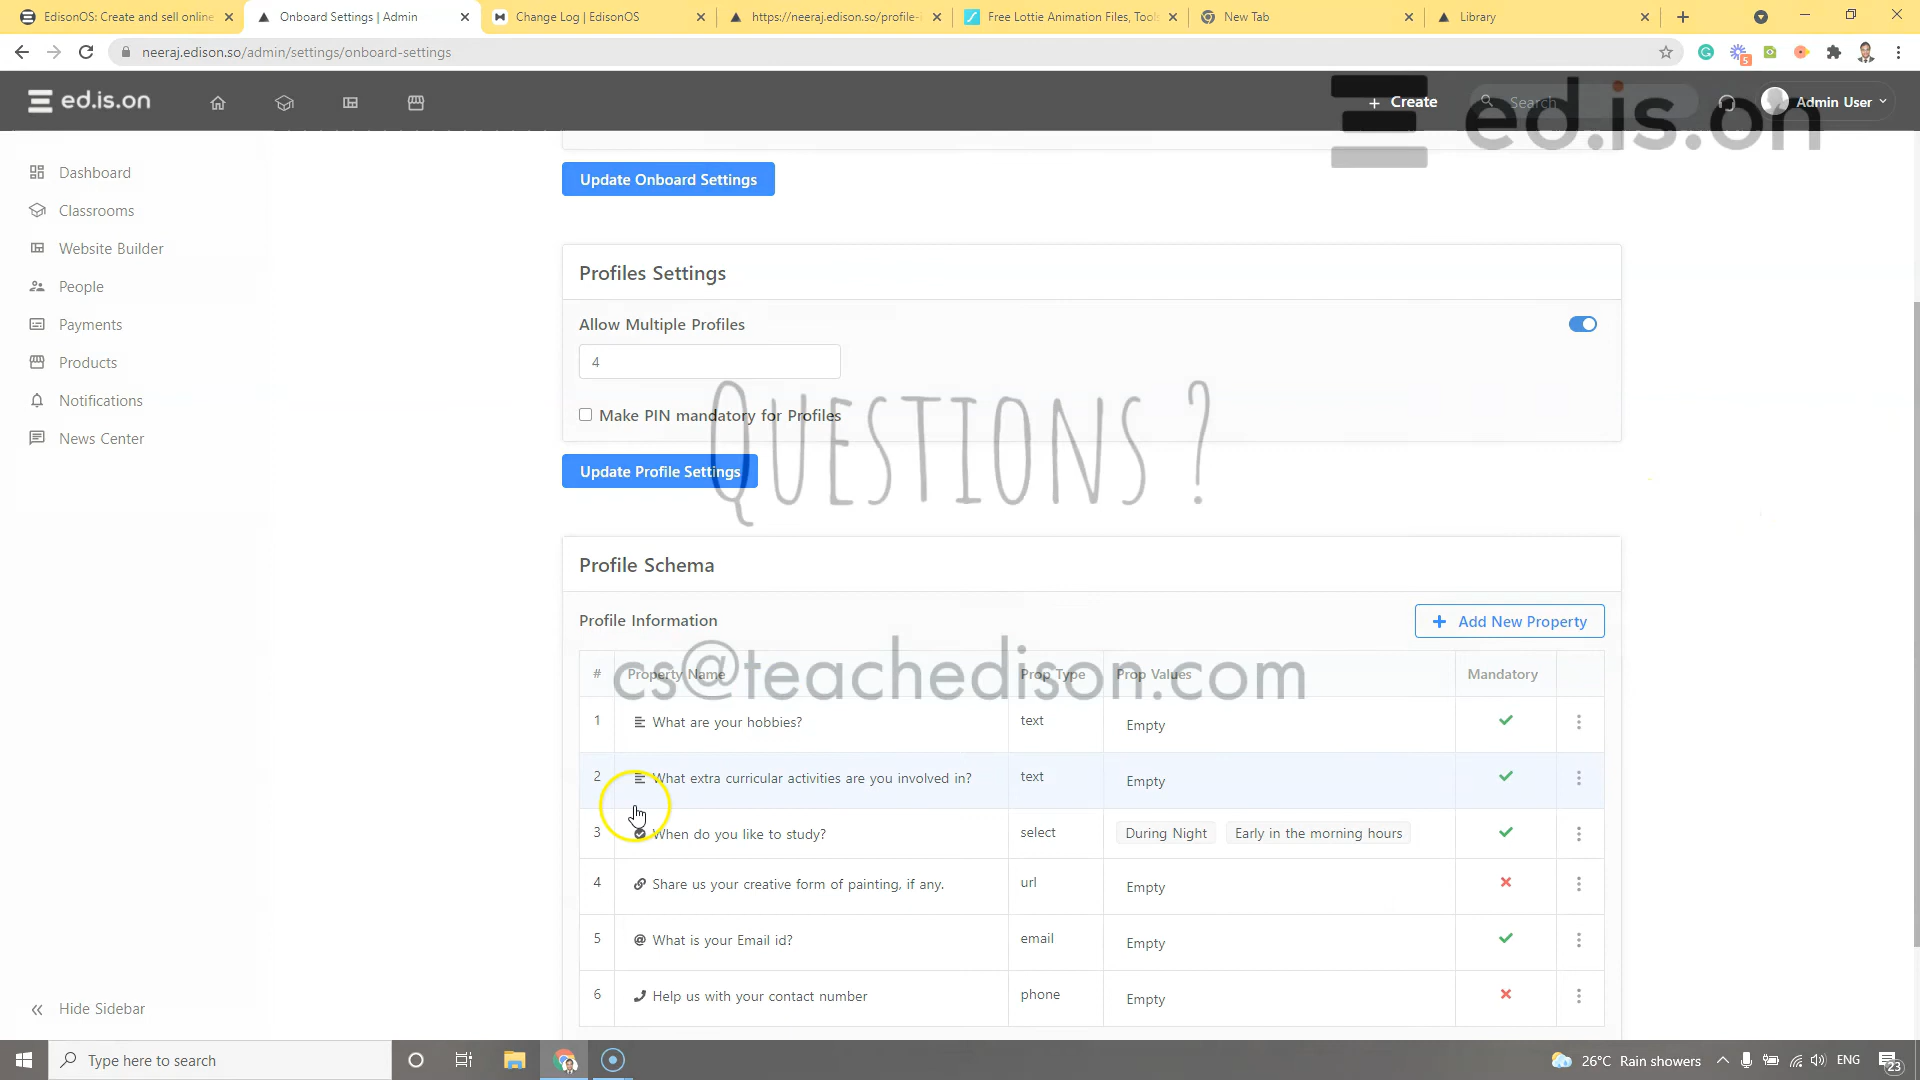 EdisonOS: Create and sell online
Onboard Settings | Admin
Change Log | EdisonOS
https://neeraj.edison.so/profile-
Free Lottie Animation Files, Tools
New Tab
Library
neeraj.edison.so/admin/settings/onboard-settings
5
ed.is.on
Create
Search
Admin User
ed.is.on
Dashboard
Classrooms
Website Builder
People
Payments
Products
Notifications
News Center
Hide Sidebar
Update Onboard Settings
Profiles Settings
Allow Multiple Profiles
4
Make PIN mandatory for Profiles
QUESTIONS ?
Update Profile Settings
Profile Schema
Profile Information
+ Add New Property
cs@teachedison.com
# Property Name Prop Type Prop Values Mandatory
1 What are your hobbies? text Empty
2 What extra curricular activities are you involved in? text Empty
3 When do you like to study? select During Night Early in the morning hours
4 Share us your creative form of painting, if any. url Empty
5 What is your Email id? email Empty
6 Help us with your contact number phone Empty
Type here to search
26°C Rain showers
ENG
23